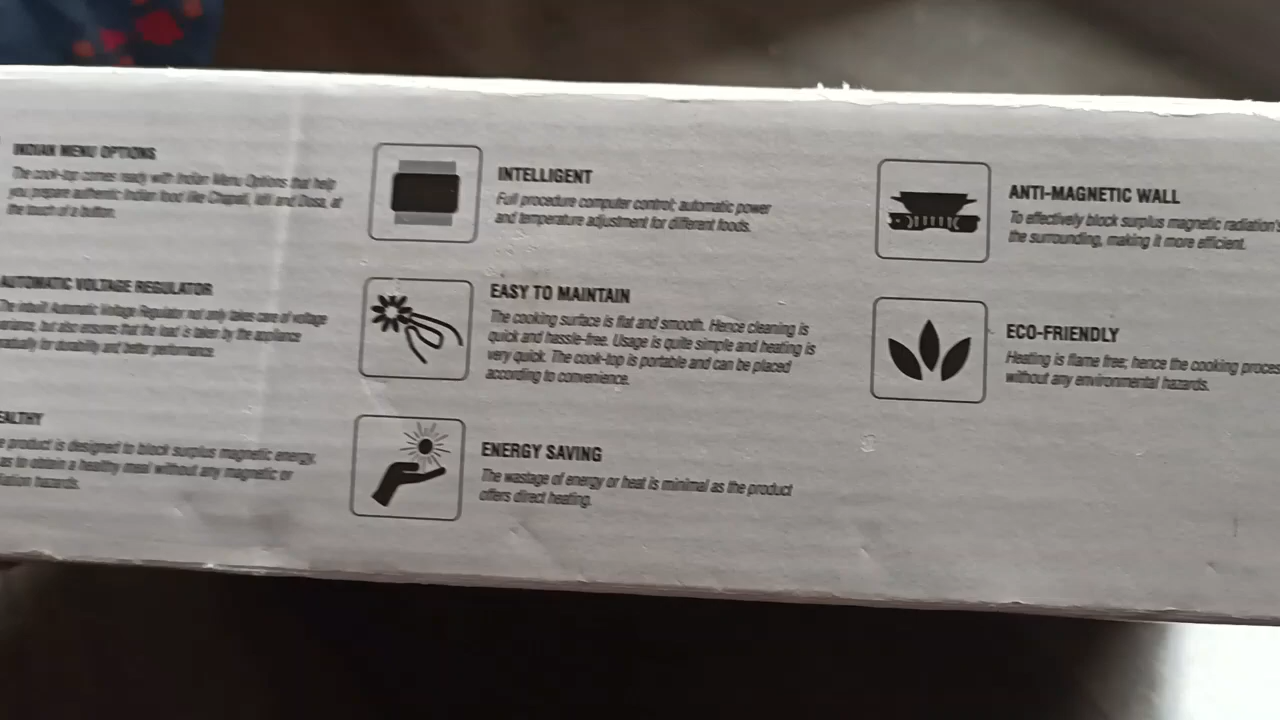 INDIAN MENU OPTIONS
The cook-top comes ready with Indian Menu Options that help
you prepare authentic Indian food like Chapati, Idli and Dosa, at
the touch of a button.
AUTOMATIC VOLTAGE REGULATOR
The inbuilt Automatic Voltage Regulator not only takes care of voltage
but also ensures that the load is taken by the appliance
for durability and better performance.
EALTHY
product is designed to block surplus magnetic energy,
as to obtain a healthy meal without any magnetic or
hazards.
INTELLIGENT
Full procedure computer control; automatic power
and temperature adjustment for different foods.
EASY TO MAINTAIN
The cooking surface is flat and smooth. Hence cleaning is
quick and hassle-free. Usage is quite simple and heating is
very quick. The cook-top is portable and can be placed
according to convenience.
ENERGY SAVING
The wastage of energy or heat is minimal as the product
offers direct heating.
ANTI-MAGNETIC WALL
To effectively block surplus magnetic radiation's
the surrounding, making it more efficient.
ECO-FRIENDLY
Heating is flame free; hence the cooking proces
without any environmental hazards.